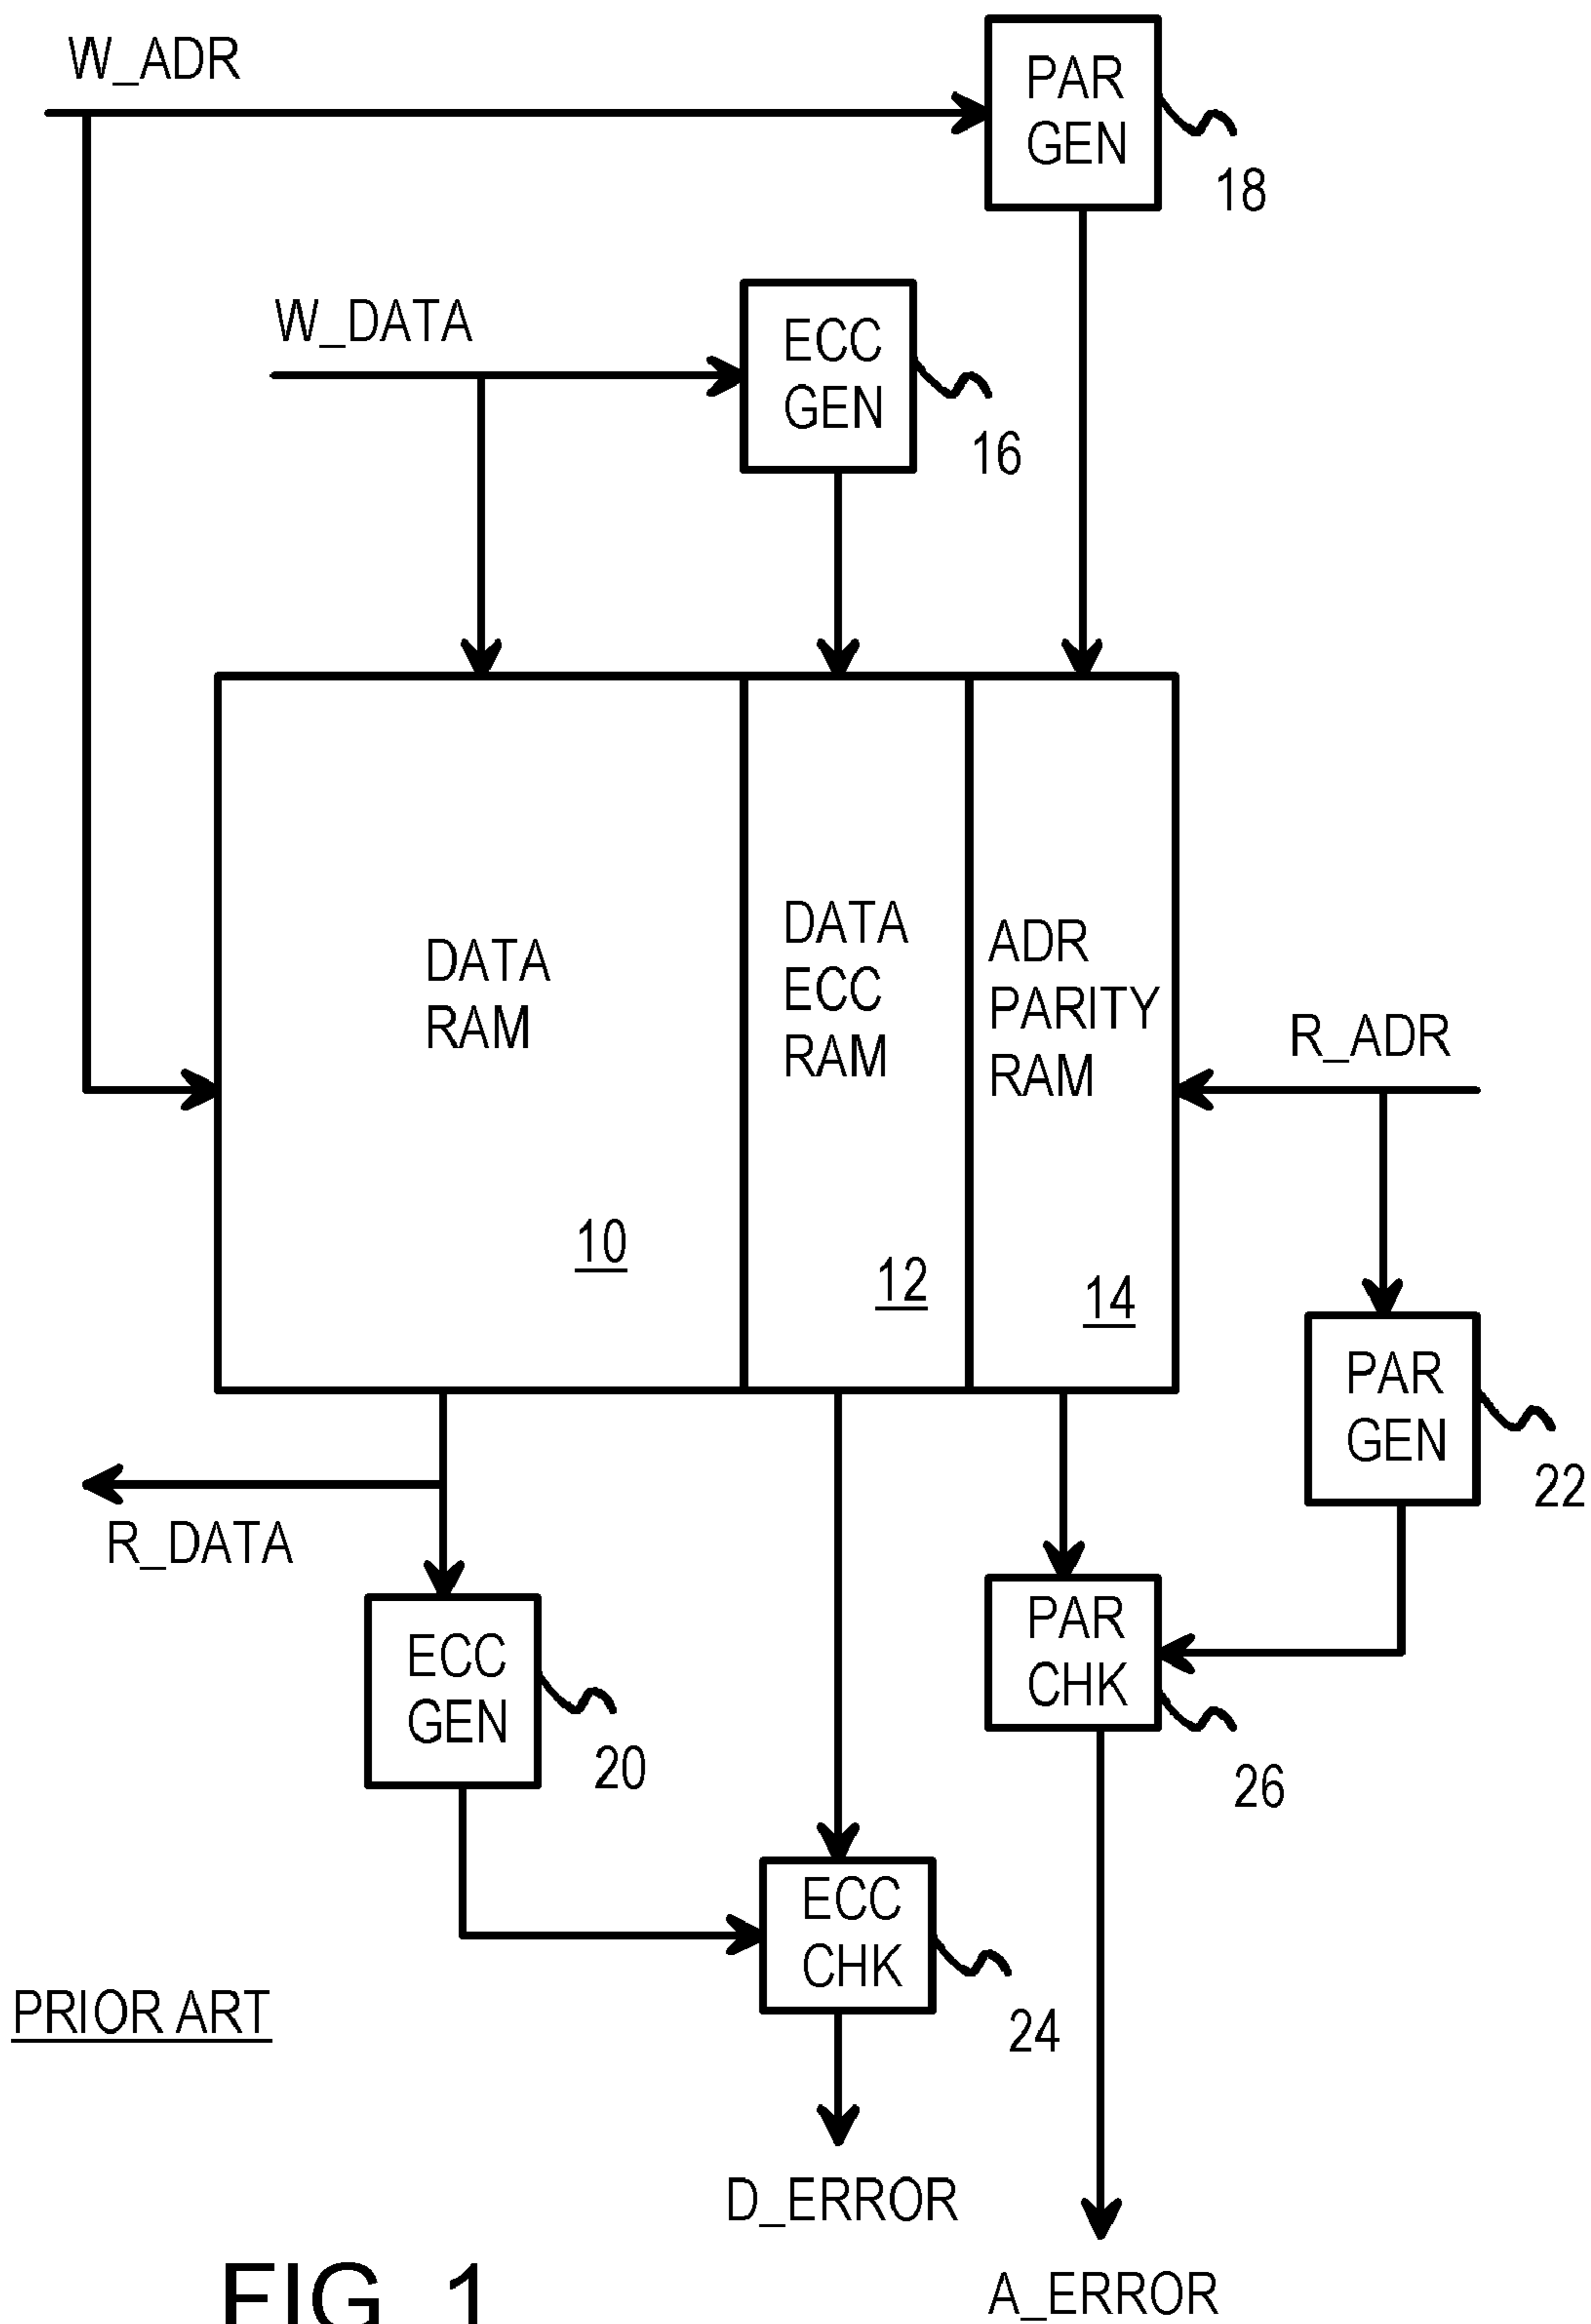 W_ADR
PAR
GEN
18
W_DATA
ECC
GEN
16
DATA
RAM
10
DATA
ECC
RAM
12
ADR
PARITY
RAM
14
R_ADR
PAR
GEN
22
R_DATA
ECC
GEN
20
PAR
CHK
26
ECC
CHK
24
PRIOR ART
D_ERROR
A_ERROR
FIG. 1